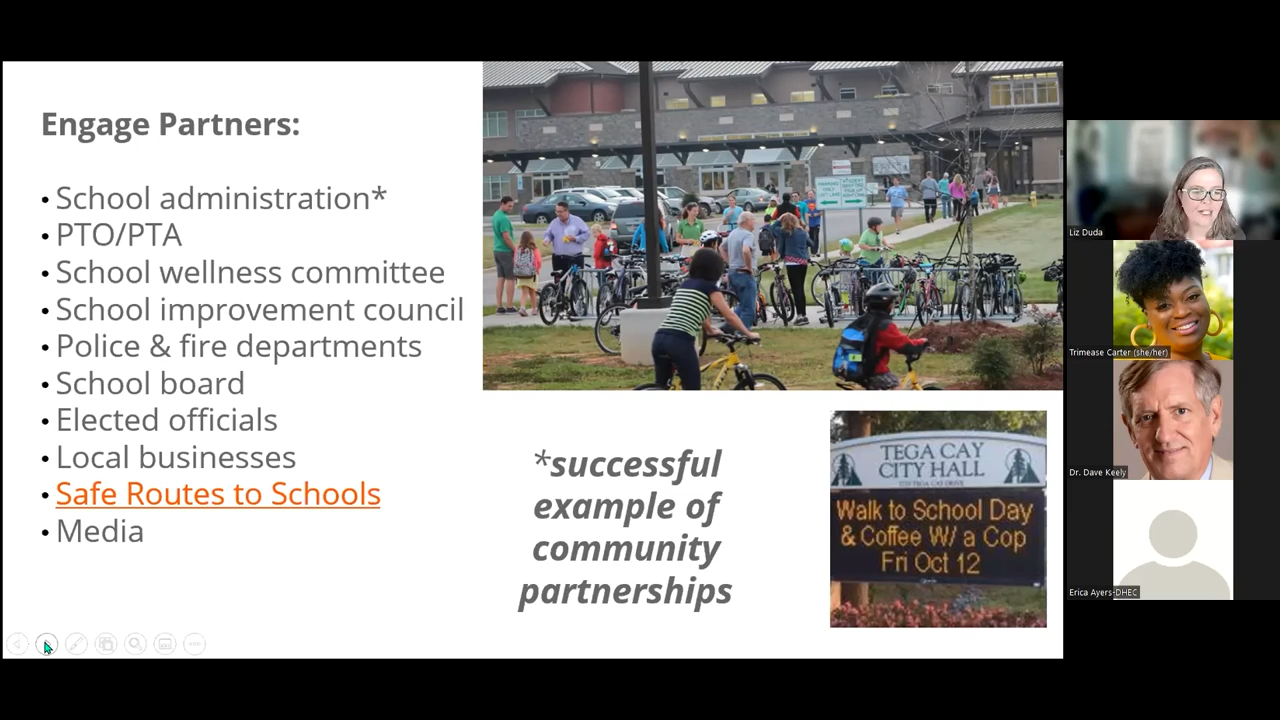 Engage Partners:
• School administration*
• PTO/PTA
• School wellness committee
• School improvement council
• Police & fire departments
• School board
• Elected officials
• Local businesses
• Safe Routes to Schools
• Media
*successful
example of
community
partnerships
TEGA CAY
CITY HALL
Walk to School Day
& Coffee W/ a Cop
Fri Oct 12
Liz Duda
Trimease Carter (she/her)
Dr. Dave Keely
Erica Ayers-DHEC